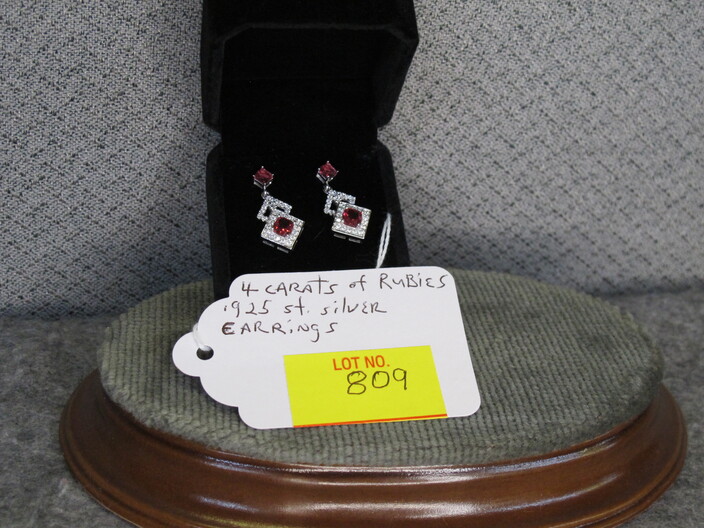 4 CARATS of RUBIES
.925 st. silver
EARRINGS
LOT NO.
809